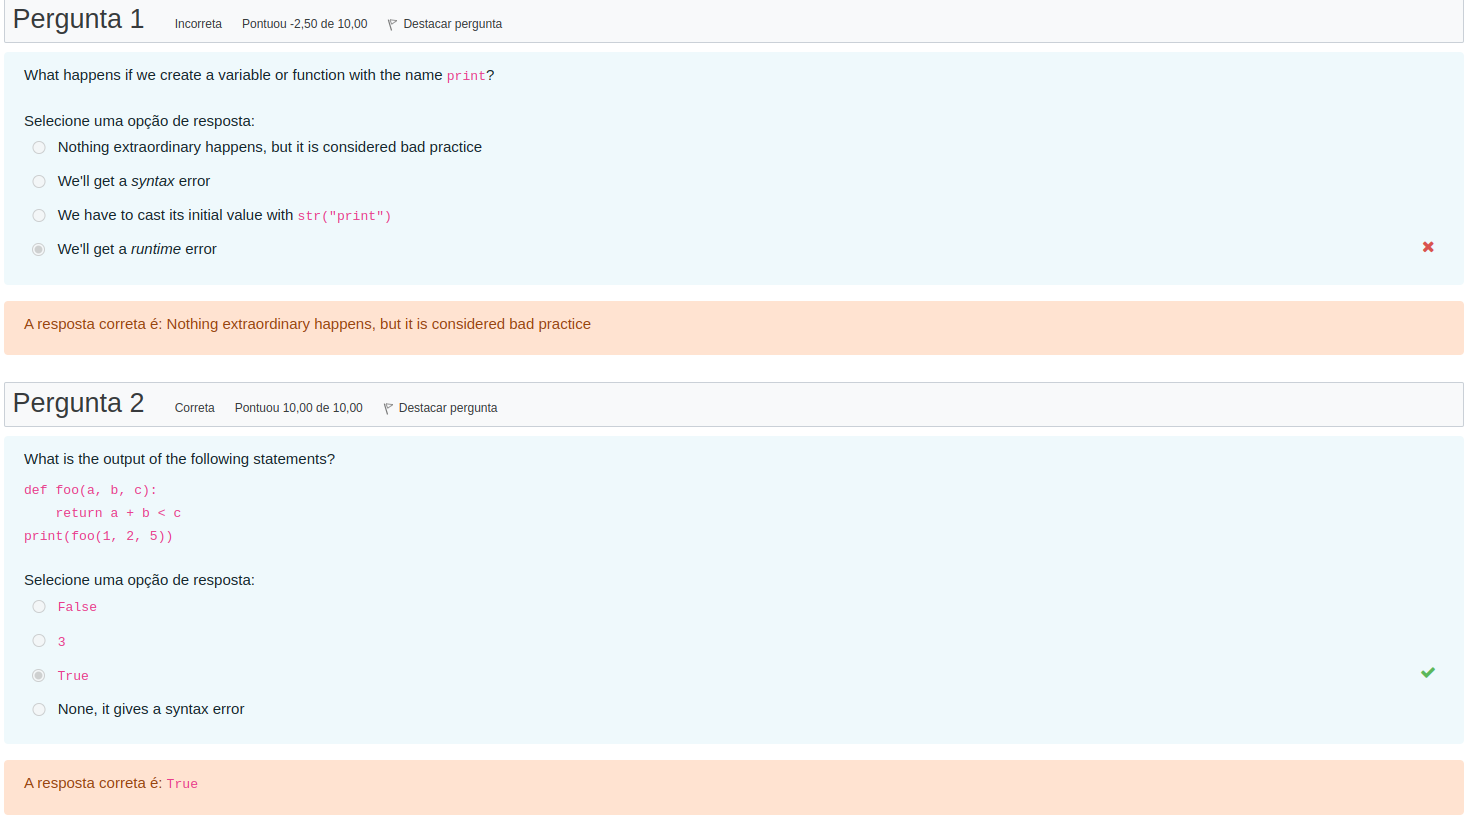 Pergunta 1 Incorreta Pontuou -2,50 de 10,00 Destacar pergunta
What happens if we create a variable or function with the name print?
Selecione uma opção de resposta:
Nothing extraordinary happens, but it is considered bad practice
We'll get a syntax error
We have to cast its initial value with str("print")
We'll get a runtime error
A resposta correta é: Nothing extraordinary happens, but it is considered bad practice
Pergunta 2 Correta Pontuou 10,00 de 10,00 Destacar pergunta
What is the output of the following statements?
def foo(a, b, c):
    return a + b < c
print(foo(1, 2, 5))
Selecione uma opção de resposta:
False
3
True
None, it gives a syntax error
A resposta correta é: True